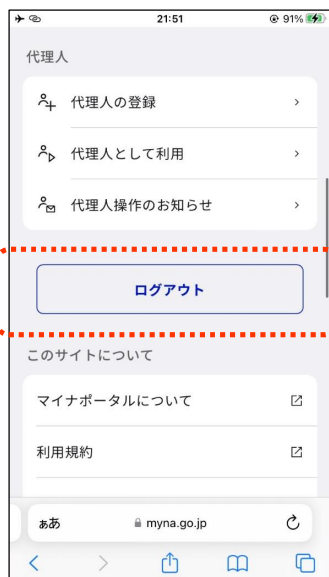 21:51
91%
代理人
代理人の登録
代理人として利用
代理人操作のお知らせ
ログアウト
このサイトについて
マイナポータルについて
利用規約
ぁあ
myna.go.jp